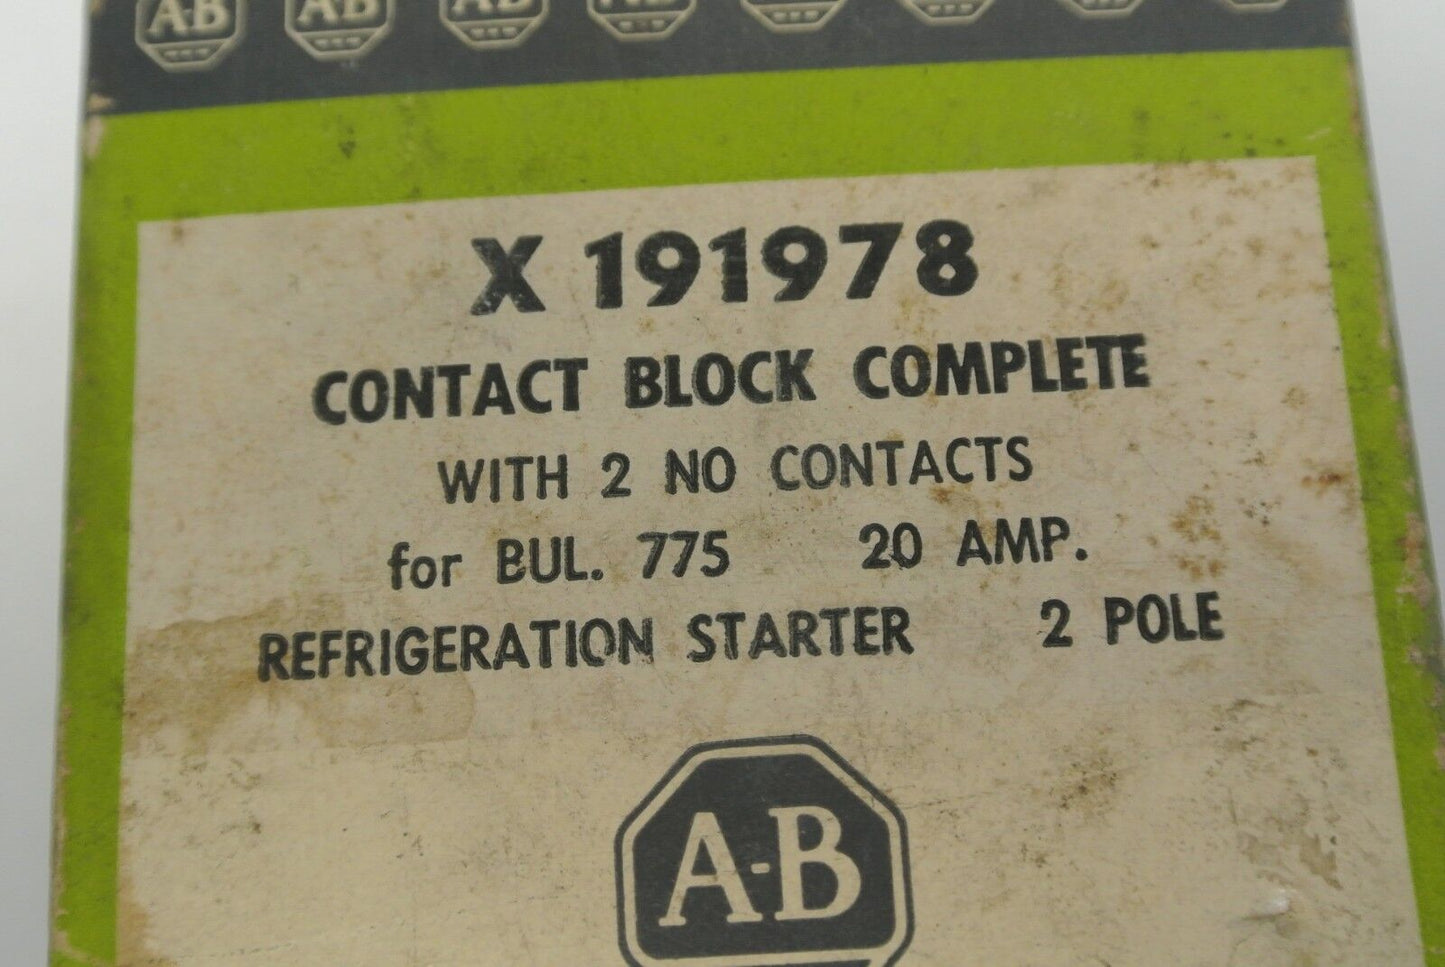 A-B A-B A-B A-B
X 191978
CONTACT BLOCK COMPLETE
WITH 2 NO CONTACTS
for BUL. 775 20 AMP.
REFRIGERATION STARTER 2 POLE
A-B